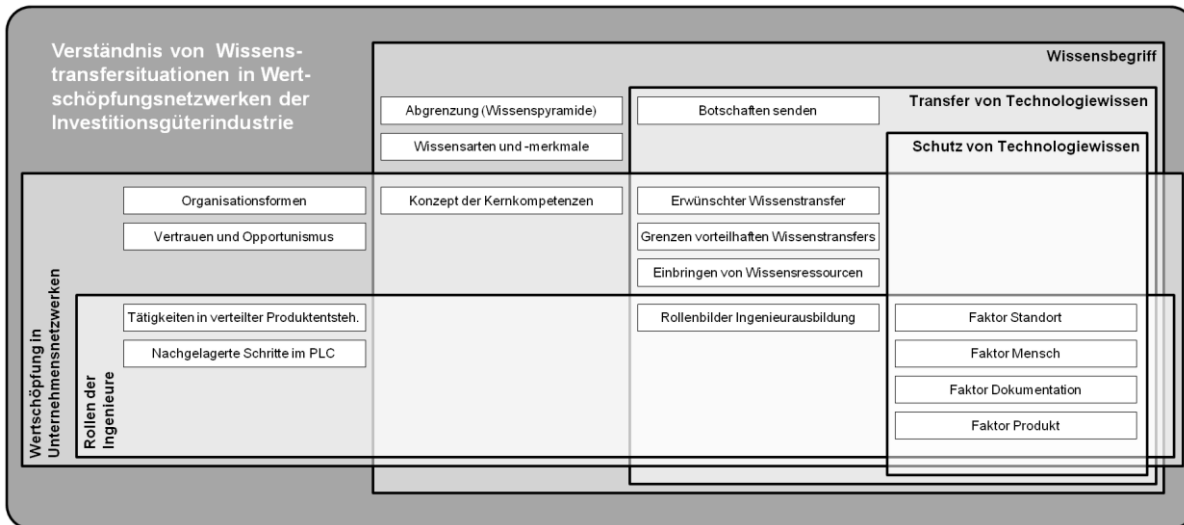 Verständnis von Wissens-
transfersituationen in Wert-
schöpfungsnetzwerken der
Investitionsgüterindustrie
Wissensbegriff
Abgrenzung (Wissenspyramide)
Wissensarten und -merkmale
Konzept der Kernkompetenzen
Transfer von Technologiewissen
Botschaften senden
Schutz von Technologiewissen
Erwünschter Wissenstransfer
Grenzen vorteilhaften Wissenstransfers
Einbringen von Wissensressourcen
Wertschöpfung in
Unternehmensnetzwerken
Organisationsformen
Vertrauen und Opportunismus
Rollen der
Ingenieure
Tätigkeiten in verteilter Produktentsteh.
Nachgelagerte Schritte im PLC
Rollenbilder Ingenieurausbildung
Faktor Standort
Faktor Mensch
Faktor Dokumentation
Faktor Produkt